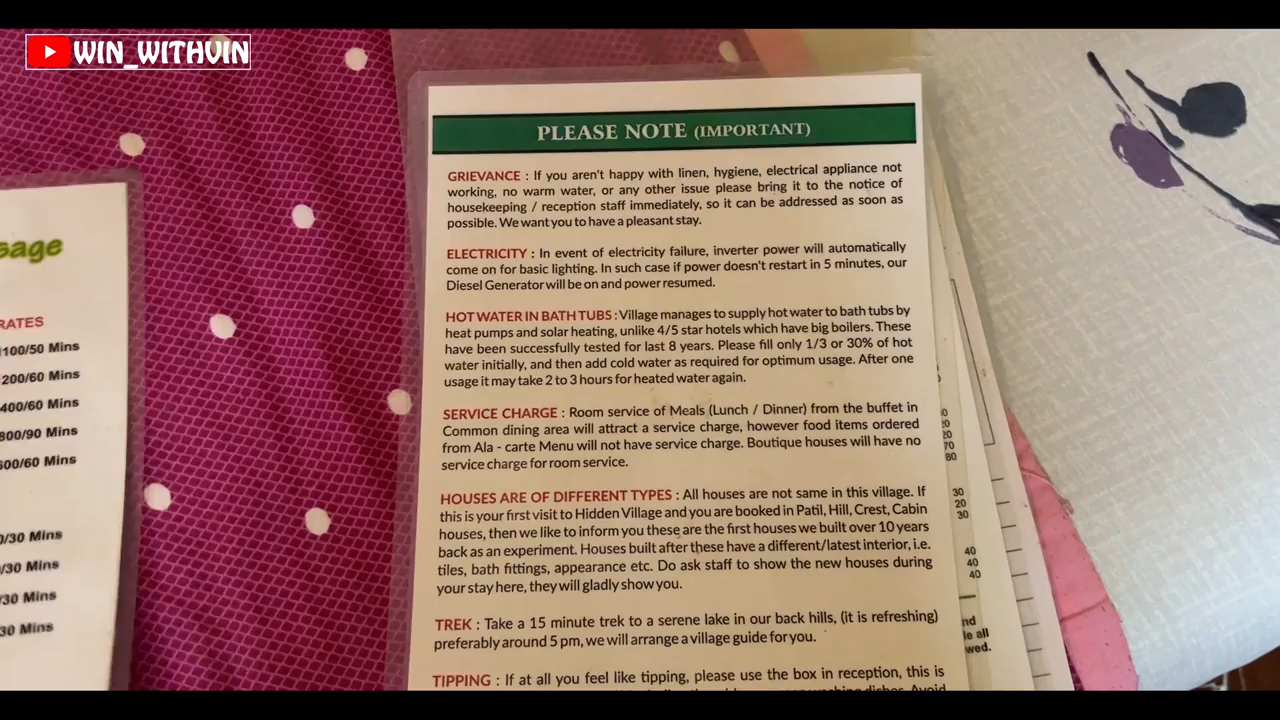 WIN_WITHVIN
PLEASE NOTE (IMPORTANT)
GRIEVANCE : If you aren't happy with linen, hygiene, electrical appliance not
working, no warm water, or any other issue please bring it to the notice of
housekeeping / reception staff immediately, so it can be addressed as soon as
possible. We want you to have a pleasant stay.
ELECTRICITY : In event of electricity failure, inverter power will automatically
come on for basic lighting. In such case if power doesn't restart in 5 minutes, our
Diesel Generator will be on and power resumed.
HOT WATER IN BATH TUBS : Village manages to supply hot water to bath tubs by
heat pumps and solar heating, unlike 4/5 star hotels which have big boilers. These
have been successfully tested for last 8 years. Please fill only 1/3 or 30% of hot
water initially, and then add cold water as required for optimum usage. After one
usage it may take 2 to 3 hours for heated water again.
SERVICE CHARGE : Room service of Meals (Lunch / Dinner) from the buffet in
Common dining area will attract a service charge, however food items ordered
from Ala - carte Menu will not have service charge. Boutique houses will have no
service charge for room service.
HOUSES ARE OF DIFFERENT TYPES : All houses are not same in this village. If
this is your first visit to Hidden Village and you are booked in Patil, Hill, Crest, Cabin
houses, then we like to inform you these are the first houses we built over 10 years
back as an experiment. Houses built after these have a different/latest interior, i.e.
tiles, bath fittings, appearance etc. Do ask staff to show the new houses during
your stay here, they will gladly show you.
TREK : Take a 15 minute trek to a serene lake in our back hills, (it is refreshing)
preferably around 5 pm, we will arrange a village guide for you.
TIPPING : If at all you feel like tipping, please use the box in reception, this is
washing dishes. Avoid
RATES
100/50 Mins
200/60 Mins
400/60 Mins
800/90 Mins
600/60 Mins
/30 Mins
/30 Mins
/30 Mins
30 Mins
20
70
80
30
20
30
40
40
40
all